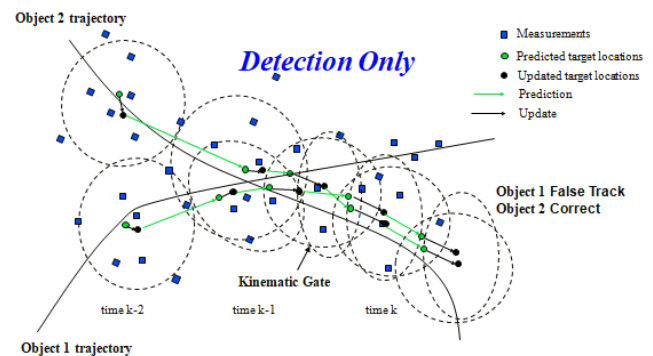 Object 2 trajectory
Detection Only
Measurements
Predicted target locations
Updated target locations
Prediction
Update
Object 1 False Track
Object 2 Correct
Kinematic Gate
time k-2
time k-1
time k
Object 1 trajectory